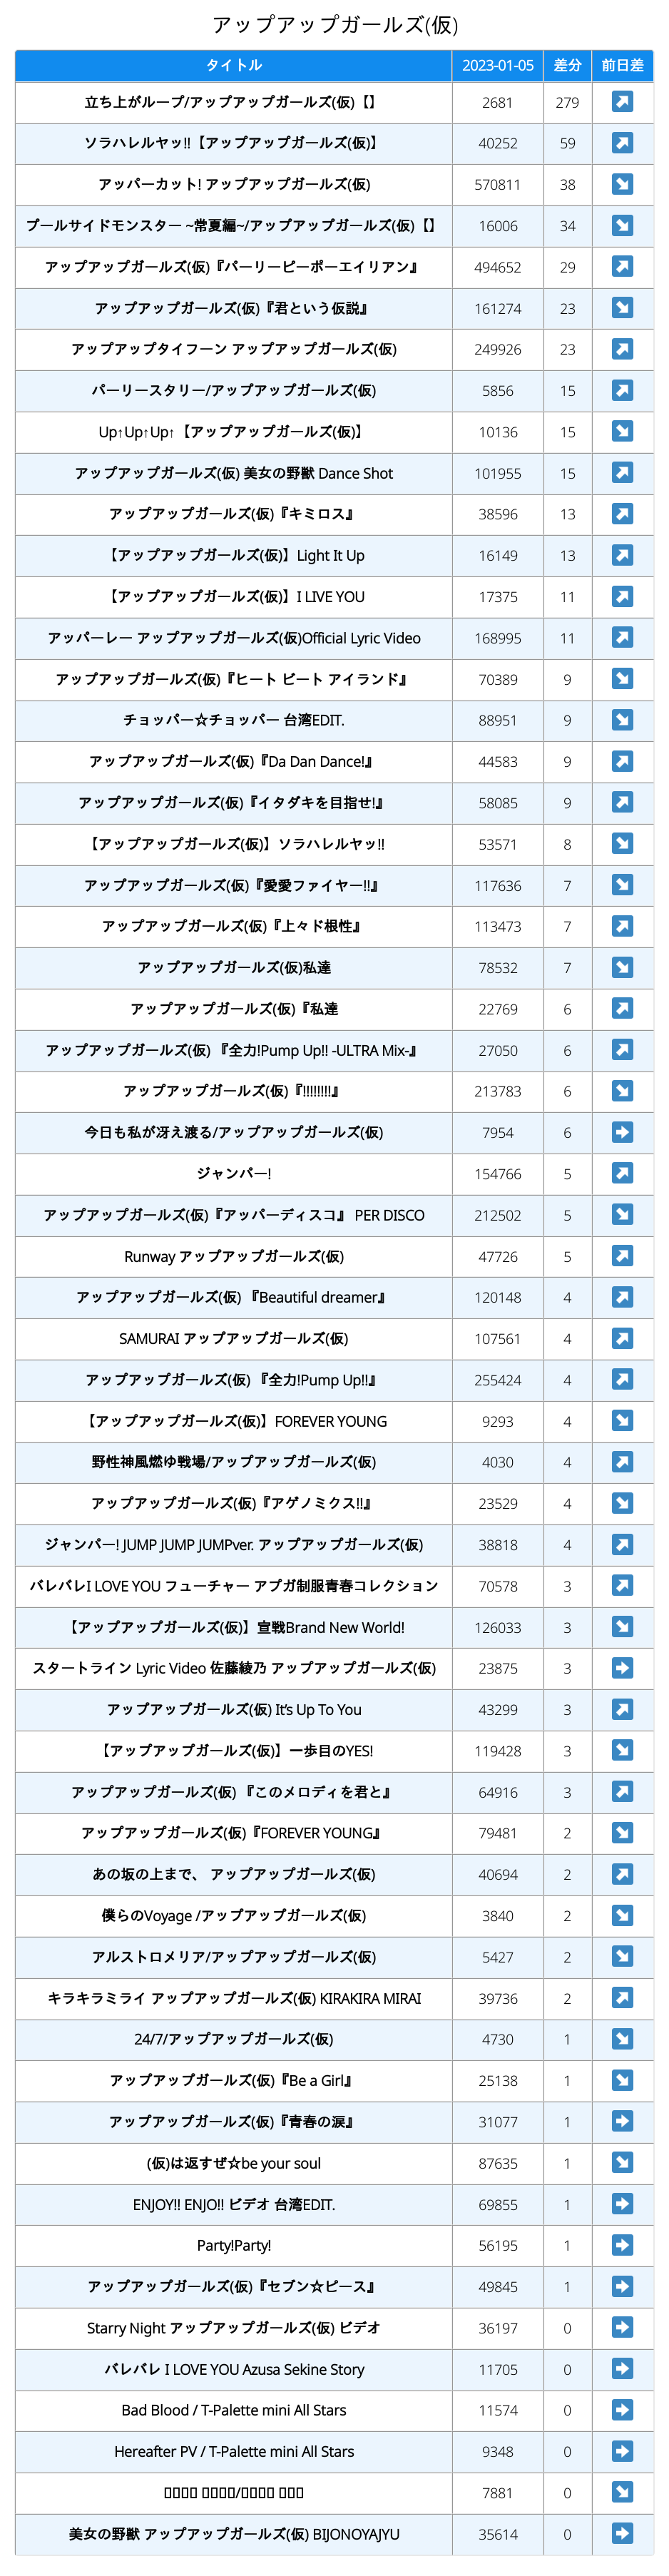 アップアップガールズ(仮)
タイトル 2023-01-05 差分 前日差
立ち上がループ/アップアップガールズ(仮)【】 2681 279 ↗
ソラハレルヤッ!!【アップアップガールズ(仮)】 40252 59 ↗
アッパーカット! アップアップガールズ(仮) 570811 38 ↘
プールサイドモンスター ~常夏編~/アップアップガールズ(仮)【】 16006 34 ↘
アップアップガールズ(仮)『パーリーピーポーエイリアン』 494652 29 ↗
アップアップガールズ(仮)『君という仮説』 161274 23 ↘
アップアップタイフーン アップアップガールズ(仮) 249926 23 ↗
パーリースタリー/アップアップガールズ(仮) 5856 15 ↗
Up↑Up↑Up↑【アップアップガールズ(仮)】 10136 15 ↘
アップアップガールズ(仮) 美女の野獣 Dance Shot 101955 15 ↗
アップアップガールズ(仮)『キミロス』 38596 13 ↗
【アップアップガールズ(仮)】Light It Up 16149 13 ↗
【アップアップガールズ(仮)】I LIVE YOU 17375 11 ↗
アッパーレー アップアップガールズ(仮)Official Lyric Video 168995 11 ↗
アップアップガールズ(仮)『ヒート ビート アイランド』 70389 9 ↘
チョッパー☆チョッパー 台湾EDIT. 88951 9 ↘
アップアップガールズ(仮)『Da Dan Dance!』 44583 9 ↗
アップアップガールズ(仮)『イタダキを目指せ!』 58085 9 ↗
【アップアップガールズ(仮)】ソラハレルヤッ!! 53571 8 ↘
アップアップガールズ(仮)『愛愛ファイヤー!!』 117636 7 ↘
アップアップガールズ(仮)『上々ド根性』 113473 7 ↗
アップアップガールズ(仮)私達 78532 7 ↘
アップアップガールズ(仮)『私達 22769 6 ↗
アップアップガールズ(仮) 『全力!Pump Up!! -ULTRA Mix-』 27050 6 ↗
アップアップガールズ(仮)『!!!!!!!!』 213783 6 ↘
今日も私が冴え渡る/アップアップガールズ(仮) 7954 6 ➡
ジャンパー! 154766 5 ↗
アップアップガールズ(仮)『アッパーディスコ』 PER DISCO 212502 5 ↘
Runway アップアップガールズ(仮) 47726 5 ↗
アップアップガールズ(仮) 『Beautiful dreamer』 120148 4 ↗
SAMURAI アップアップガールズ(仮) 107561 4 ↗
アップアップガールズ(仮) 『全力!Pump Up!!』 255424 4 ↗
【アップアップガールズ(仮)】FOREVER YOUNG 9293 4 ↘
野性神風燃ゆ戦場/アップアップガールズ(仮) 4030 4 ↗
アップアップガールズ(仮)『アゲノミクス!!』 23529 4 ↘
ジャンパー! JUMP JUMP JUMPver. アップアップガールズ(仮) 38818 4 ↗
バレバレI LOVE YOU フューチャー アプガ制服青春コレクション 70578 3 ↗
【アップアップガールズ(仮)】宣戦Brand New World! 126033 3 ↘
スタートライン Lyric Video 佐藤綾乃 アップアップガールズ(仮) 23875 3 ➡
アップアップガールズ(仮) It's Up To You 43299 3 ↗
【アップアップガールズ(仮)】一歩目のYES! 119428 3 ↘
アップアップガールズ(仮) 『このメロディを君と』 64916 3 ↗
アップアップガールズ(仮)『FOREVER YOUNG』 79481 2 ↘
あの坂の上まで、 アップアップガールズ(仮) 40694 2 ↗
僕らのVoyage /アップアップガールズ(仮) 3840 2 ↘
アルストロメリア/アップアップガールズ(仮) 5427 2 ↘
キラキラミライ アップアップガールズ(仮) KIRAKIRA MIRAI 39736 2 ↗
24/7/アップアップガールズ(仮) 4730 1 ↘
アップアップガールズ(仮)『Be a Girl』 25138 1 ↘
アップアップガールズ(仮)『青春の涙』 31077 1 ➡
(仮)は返すぜ☆be your soul 87635 1 ↘
ENJOY!! ENJO!! ビデオ 台湾EDIT. 69855 1 ➡
Party!Party! 56195 1 ➡
アップアップガールズ(仮)『セブン☆ピース』 49845 1 ➡
Starry Night アップアップガールズ(仮) ビデオ 36197 0 ➡
バレバレ I LOVE YOU Azusa Sekine Story 11705 0 ➡
Bad Blood / T-Palette mini All Stars 11574 0 ➡
Hereafter PV / T-Palette mini All Stars 9348 0 ➡
7881 0 ↘
美女の野獣 アップアップガールズ(仮) BIJONOYAJYU 35614 0 ➡